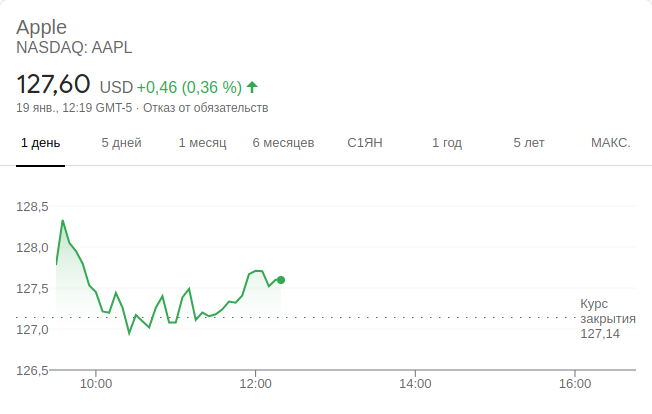 Apple
NASDAQ: AAPL
127,60 USD +0,46 (0,36 %)
19 янв., 12:19 GMT-5 · Отказ от обязательств
1 день 5 дней 1 месяц 6 месяцев С1ЯН 1 год 5 лет МАКС.
128,5
128,0
127,5
127,0
126,5
Курс
закрытия
127,14
10:00 12:00 14:00 16:00